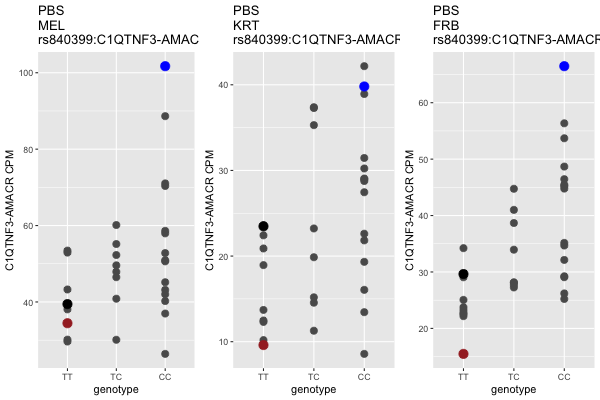 PBS
MEL
rs840399:C1QTNF3-AMAC
C1QTNF3-AMACR CPM
100
80
60
40
TT
TC
CC
genotype
PBS
KRT
rs840399:C1QTNF3-AMACR
C1QTNF3-AMACR CPM
40
30
20
10
TT
TC
CC
genotype
PBS
FRB
rs840399:C1QTNF3-AMACR
C1QTNF3-AMACR CPM
60
50
40
30
20
TT
TC
CC
genotype